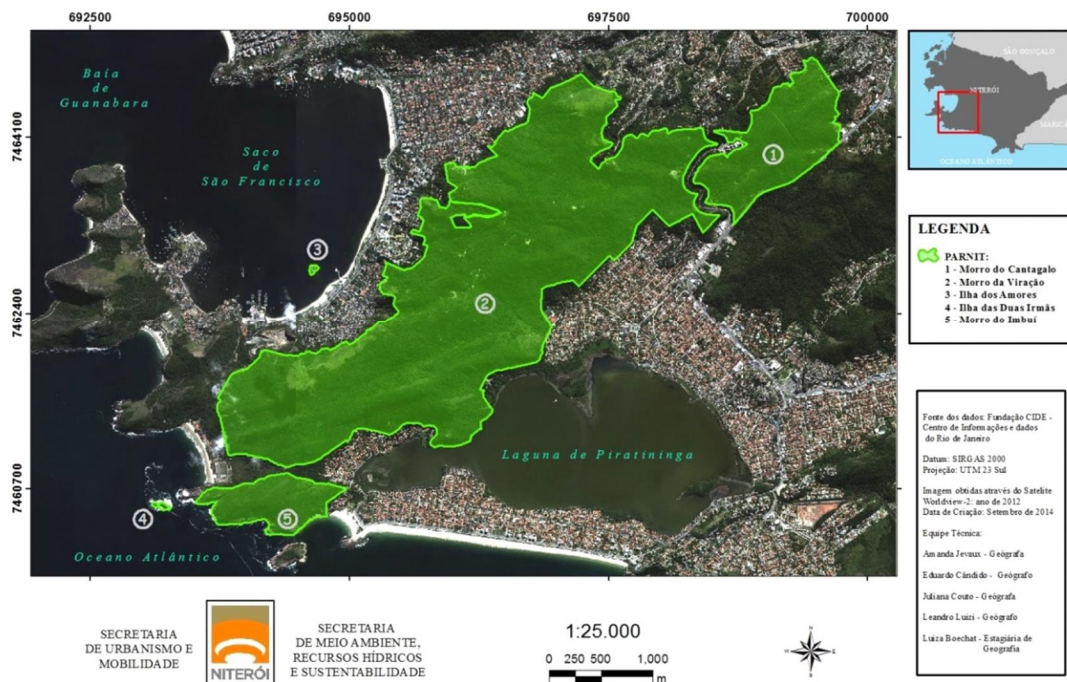 692500
695000
697500
700000
7464100
7462400
7460700
Baía
de
Guanabara
Saco
de
São Francisco
1
2
3
4
5
Laguna de Piratininga
Oceano Atlântico
SÃO GONÇALO
NITERÓI
MARICÁ
OCEANO ATLÂNTICO
LEGENDA
PARNIT:
1 - Morro do Cantagalo
2 - Morro da Viração
3 - Ilha dos Amores
4 - Ilha das Duas Irmãs
5 - Morro do Imbuí
Fonte dos dados: Fundação CIDE -
Centro de Informações e dados
do Rio de Janeiro
Datum: SIRGAS 2000
Projeção: UTM 23 Sul
Imagem obtidas através do Satelite
Worldview-2: ano de 2012
Data de Criação: Setembro de 2014
Equipe Técnica:
Amanda Jevaux - Geógrafa
Eduardo Cândido - Geógrafo
Juliana Couto - Geógrafa
Leandro Luizi - Geógrafo
Luiza Boechat - Estagiária de
Geografia
SECRETARIA
DE URBANISMO E
MOBILIDADE
NITERÓI
SECRETARIA
DE MEIO AMBIENTE,
RECURSOS HÍDRICOS
E SUSTENTABILIDADE
1:25.000
0 250 500 1,000
m
N
W E
S